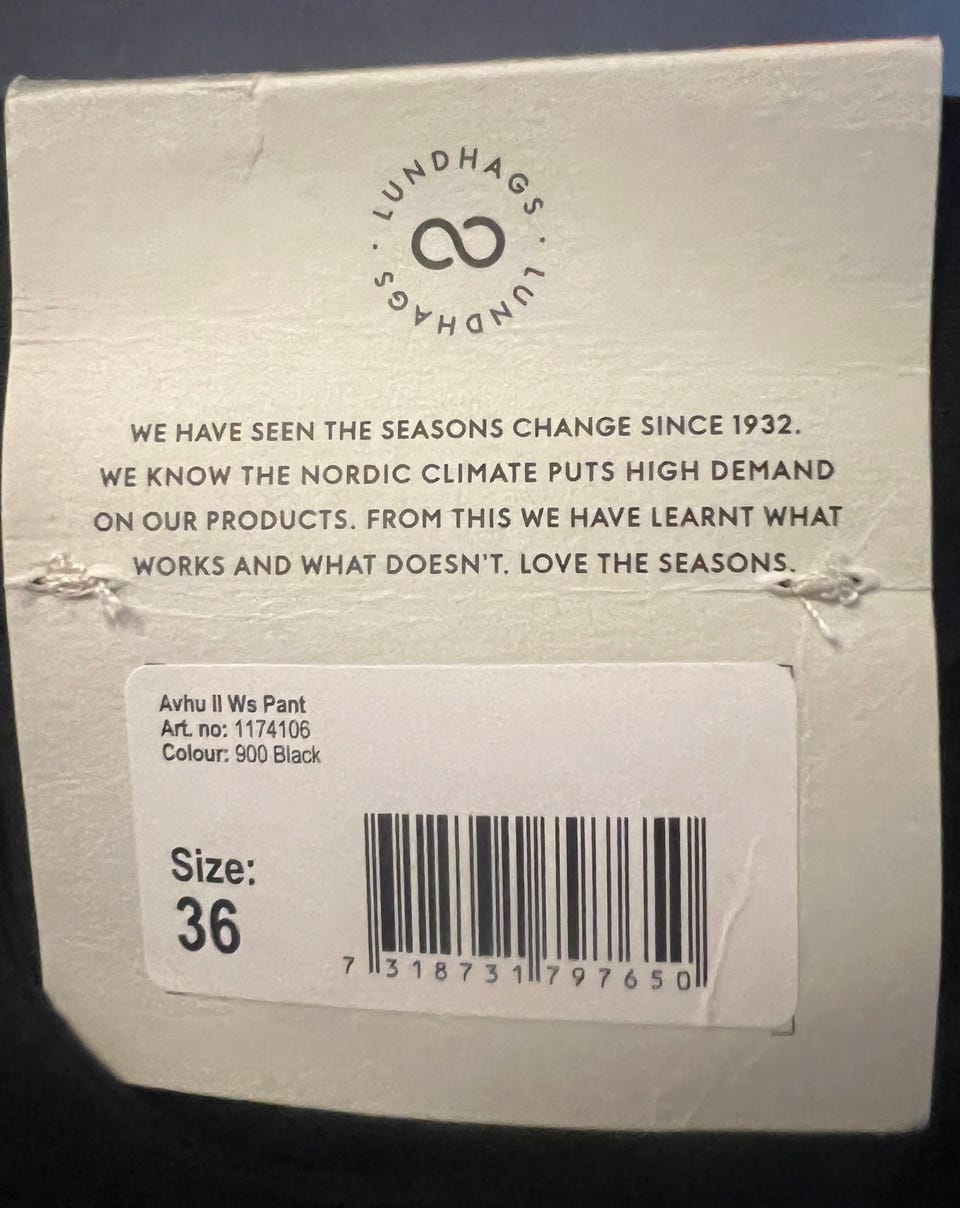 LUNDHAGS · LUNDHAGS ·
WE HAVE SEEN THE SEASONS CHANGE SINCE 1932.
WE KNOW THE NORDIC CLIMATE PUTS HIGH DEMAND
ON OUR PRODUCTS. FROM THIS WE HAVE LEARNT WHAT
WORKS AND WHAT DOESN'T. LOVE THE SEASONS.
Avhu II Ws Pant
Art. no: 1174106
Colour: 900 Black
Size:
36
7 318731 797650